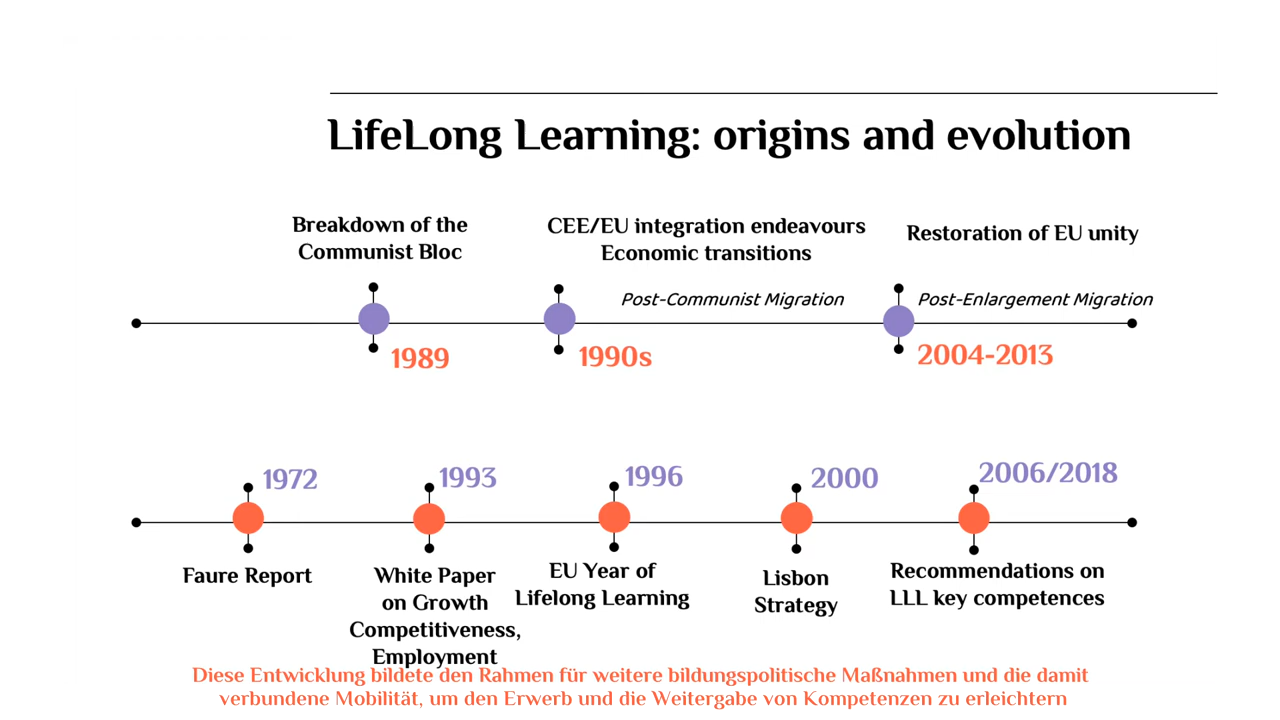 LifeLong Learning: origins and evolution
Breakdown of the
Communist Bloc
CEE/EU integration endeavours
Economic transitions
Restoration of EU unity
Post-Communist Migration
Post-Enlargement Migration
1989
1990s
2004-2013
1972
1993
1996
2000
2006/2018
Faure Report
White Paper
on Growth
Competitiveness,
Employment
EU Year of
Lifelong Learning
Lisbon
Strategy
Recommendations on
LLL key competences
Diese Entwicklung bildete den Rahmen für weitere bildungspolitische Maßnahmen und die damit
verbundene Mobilität, um den Erwerb und die Weitergabe von Kompetenzen zu erleichtern